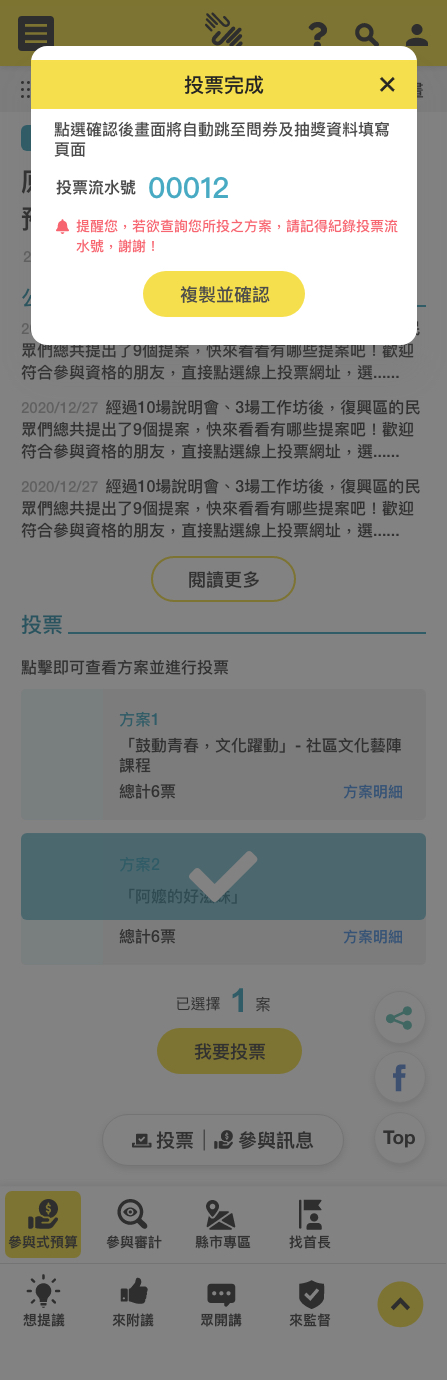 投票完成
點選確認後畫面將自動跳至問券及抽獎資料填寫
頁面
投票流水號 00012
提醒您，若欲查詢您所投之方案，請記得紀錄投票流
水號，謝謝！
複製並確認
眾們總共提出了9個提案，快來看看有哪些提案吧！歡迎
符合參與資格的朋友，直接點選線上投票網址，選......
2020/12/27 經過10場說明會、3場工作坊後，復興區的民
眾們總共提出了9個提案，快來看看有哪些提案吧！歡迎
符合參與資格的朋友，直接點選線上投票網址，選......
2020/12/27 經過10場說明會、3場工作坊後，復興區的民
眾們總共提出了9個提案，快來看看有哪些提案吧！歡迎
符合參與資格的朋友，直接點選線上投票網址，選......
閱讀更多
投票
點擊即可查看方案並進行投票
方案1
「鼓動青春，文化躍動」- 社區文化藝陣
課程
總計6票 方案明細
方案2
「阿嬤的好滋味」
總計6票 方案明細
已選擇 1 案
我要投票
投票 | 參與訊息
Top
參與式預算 參與審計 縣市專區 找首長
想提議 來附議 眾開講 來監督